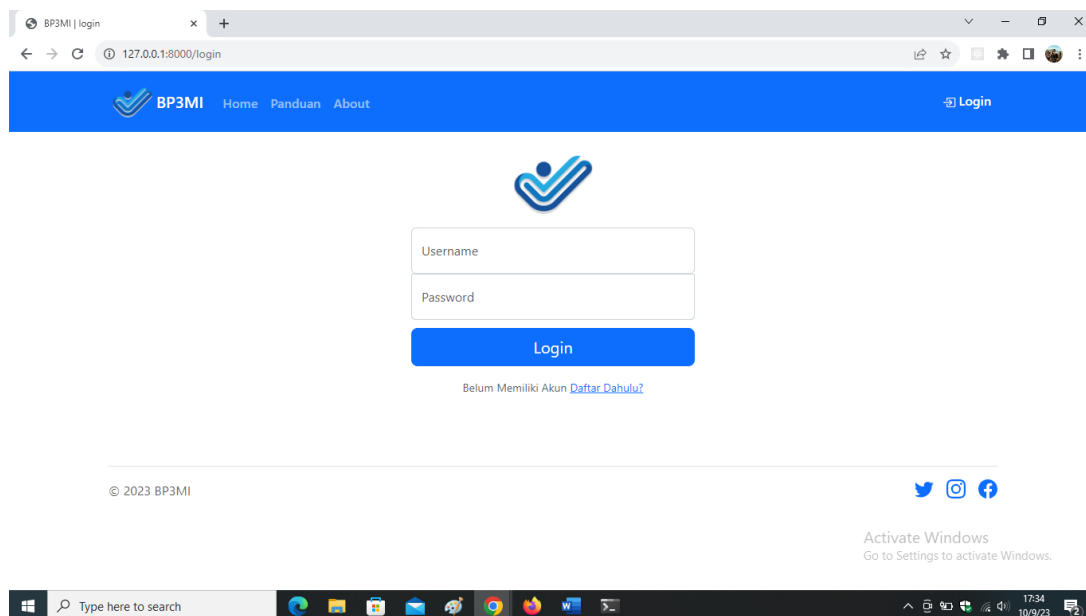 BP3MI | login
127.0.0.1:8000/login
BP3MI Home Panduan About Login
Username
Password
Login
Belum Memiliki Akun Daftar Dahulu?
© 2023 BP3MI
Activate Windows
Go to Settings to activate Windows.
Type here to search
17:34
10/9/23
2